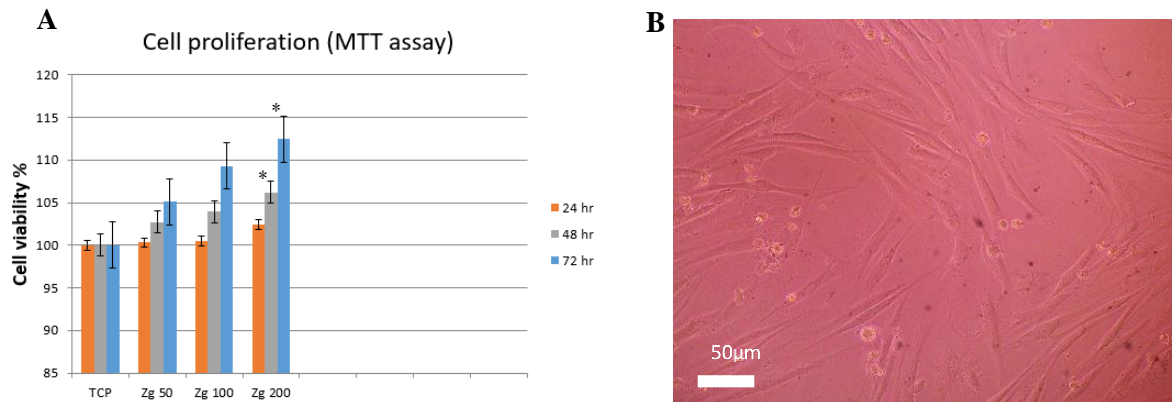 A
Cell proliferation (MTT assay)
120
115
110
105
100
95
90
85
Cell viability %
*
*
TCP Zg 50 Zg 100 Zg 200
24 hr
48 hr
72 hr
B
50µm